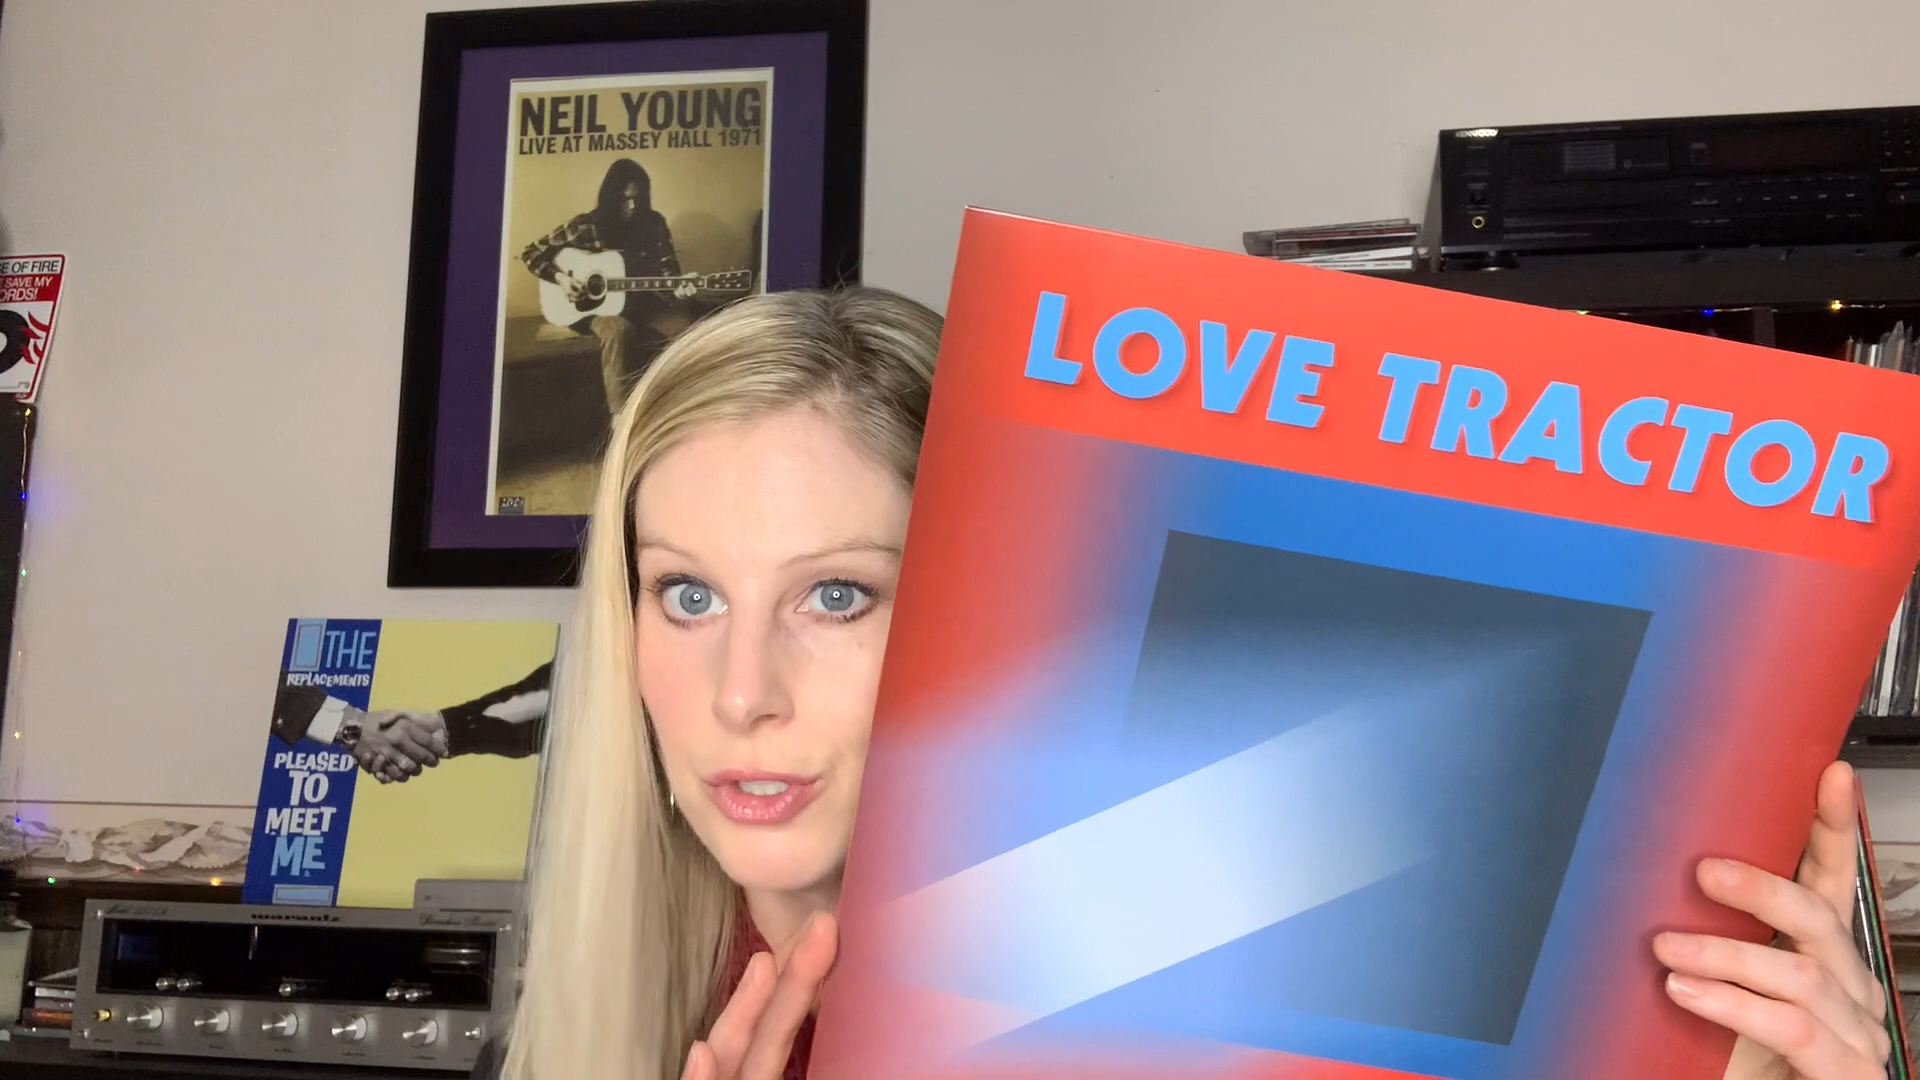 NEIL YOUNG
LIVE AT MASSEY HALL 1971
KENWOOD
E OF FIRE
SAVE MY
ORDS!
LOVE TRACTOR
THE
REPLACEMENTS
PLEASED
TO
MEET
ME
marantz